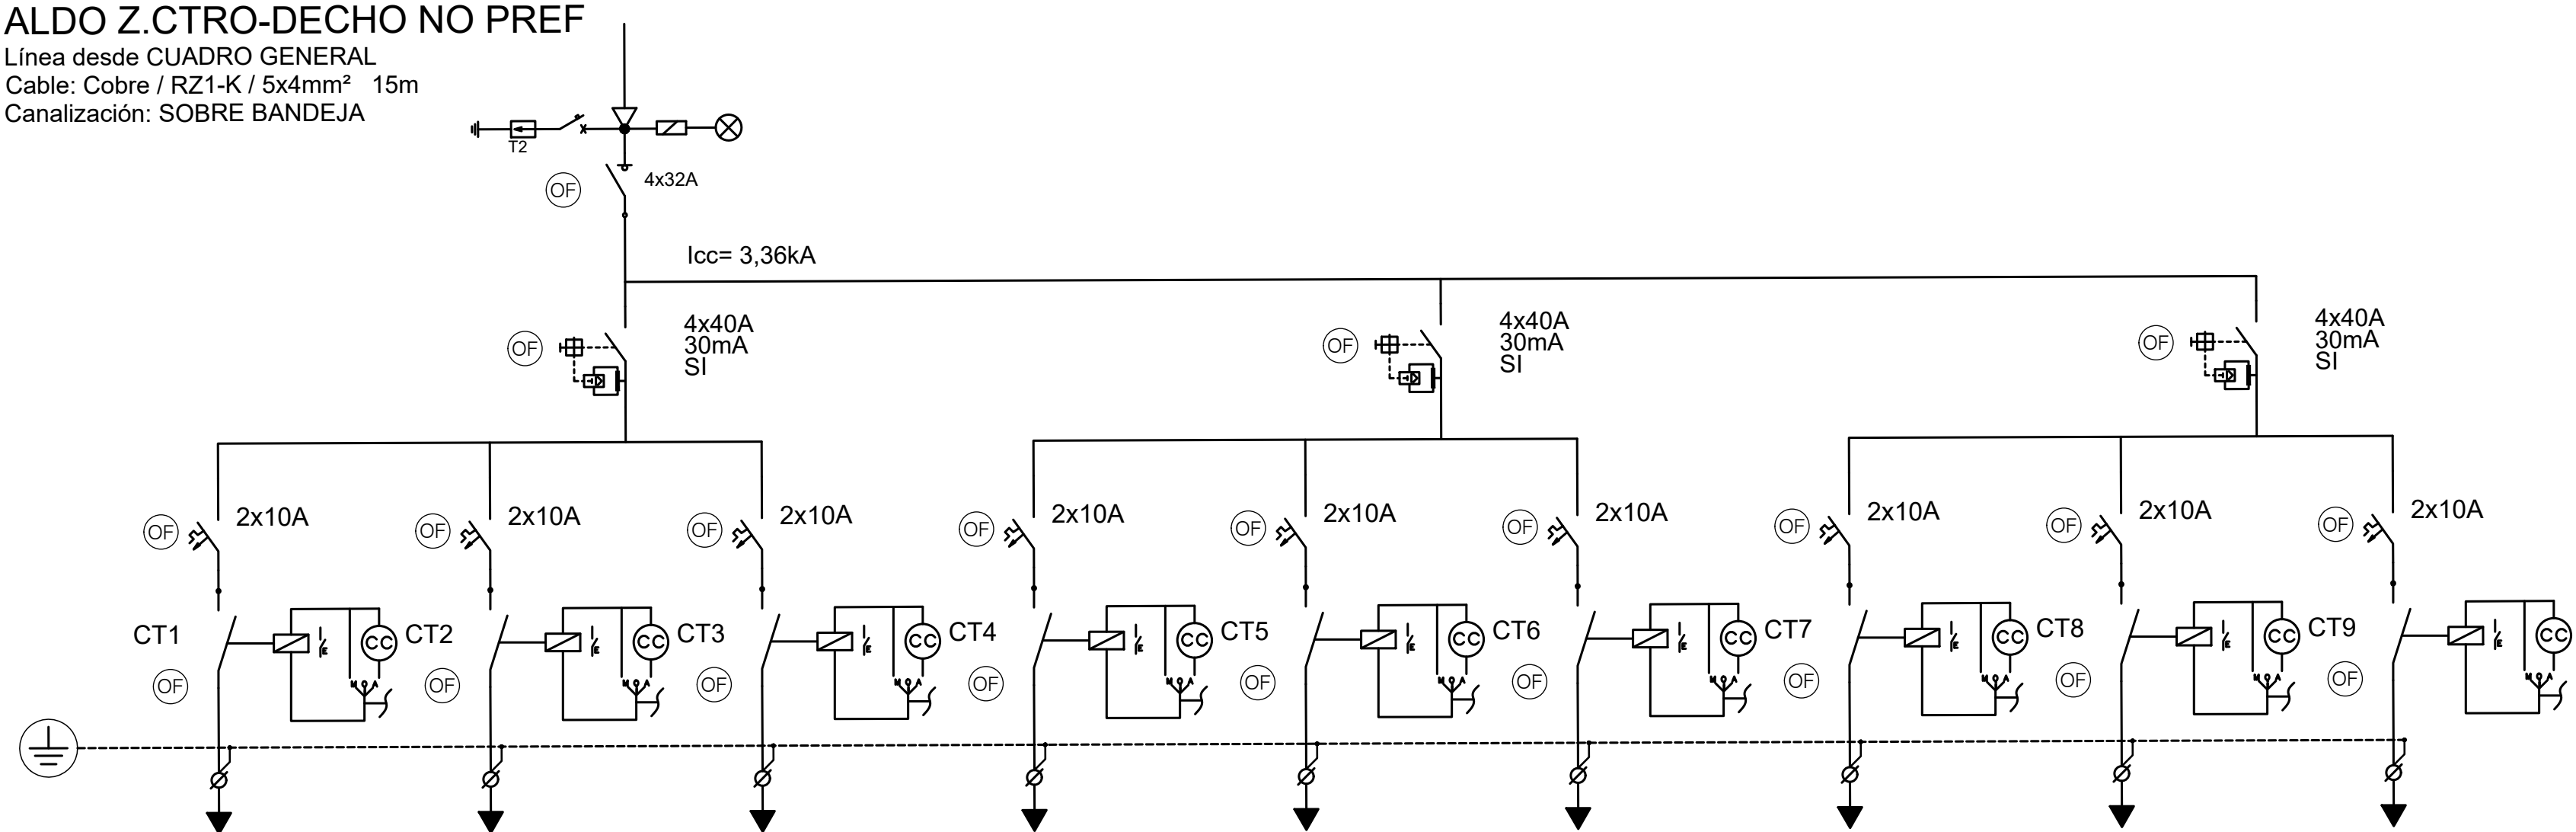 ALDO Z.CTRO-DECHO NO PREF
Línea desde CUADRO GENERAL
Cable: Cobre / RZ1-K / 5x4mm² 15m
Canalización: SOBRE BANDEJA
T2
OF
4x32A
Icc= 3,36kA
OF
4x40A
30mA
SI
OF
4x40A
30mA
SI
OF
4x40A
30mA
SI
OF 2x10A
OF 2x10A
OF 2x10A
OF 2x10A
OF 2x10A
OF 2x10A
OF 2x10A
OF 2x10A
OF 2x10A
CT1 I/E CC
CT2 I/E CC
CT3 I/E CC
CT4 I/E CC
CT5 I/E CC
CT6 I/E CC
CT7 I/E CC
CT8 I/E CC
CT9 I/E CC
OF M O A
OF M O A
OF M O A
OF M O A
OF M O A
OF M O A
OF M O A
OF M O A
OF M O A